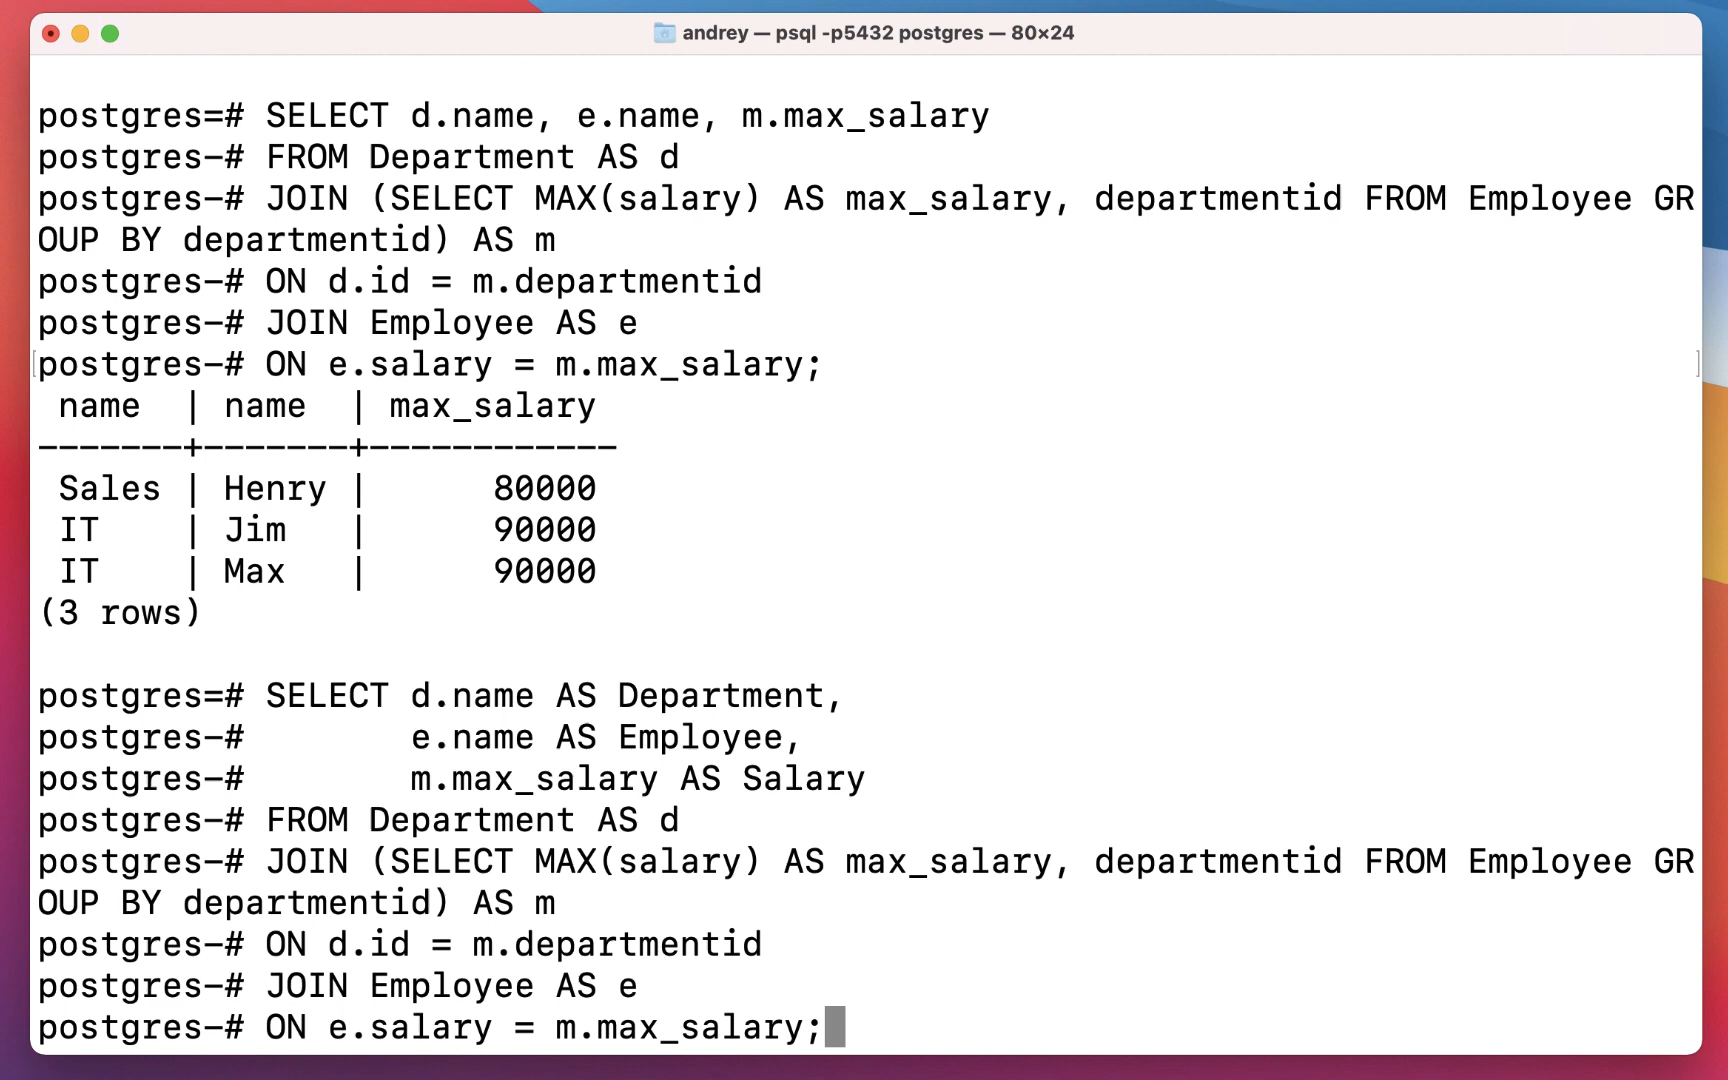 andrey — psql -p5432 postgres — 80×24
postgres=# SELECT d.name, e.name, m.max_salary
postgres-# FROM Department AS d
postgres-# JOIN (SELECT MAX(salary) AS max_salary, departmentid FROM Employee GR
OUP BY departmentid) AS m
postgres-# ON d.id = m.departmentid
postgres-# JOIN Employee AS e
postgres-# ON e.salary = m.max_salary;
 name  | name  | max_salary
-------+-------+------------
 Sales | Henry |      80000
 IT    | Jim   |      90000
 IT    | Max   |      90000
(3 rows)

postgres=# SELECT d.name AS Department,
postgres-#        e.name AS Employee,
postgres-#        m.max_salary AS Salary
postgres-# FROM Department AS d
postgres-# JOIN (SELECT MAX(salary) AS max_salary, departmentid FROM Employee GR
OUP BY departmentid) AS m
postgres-# ON d.id = m.departmentid
postgres-# JOIN Employee AS e
postgres-# ON e.salary = m.max_salary;